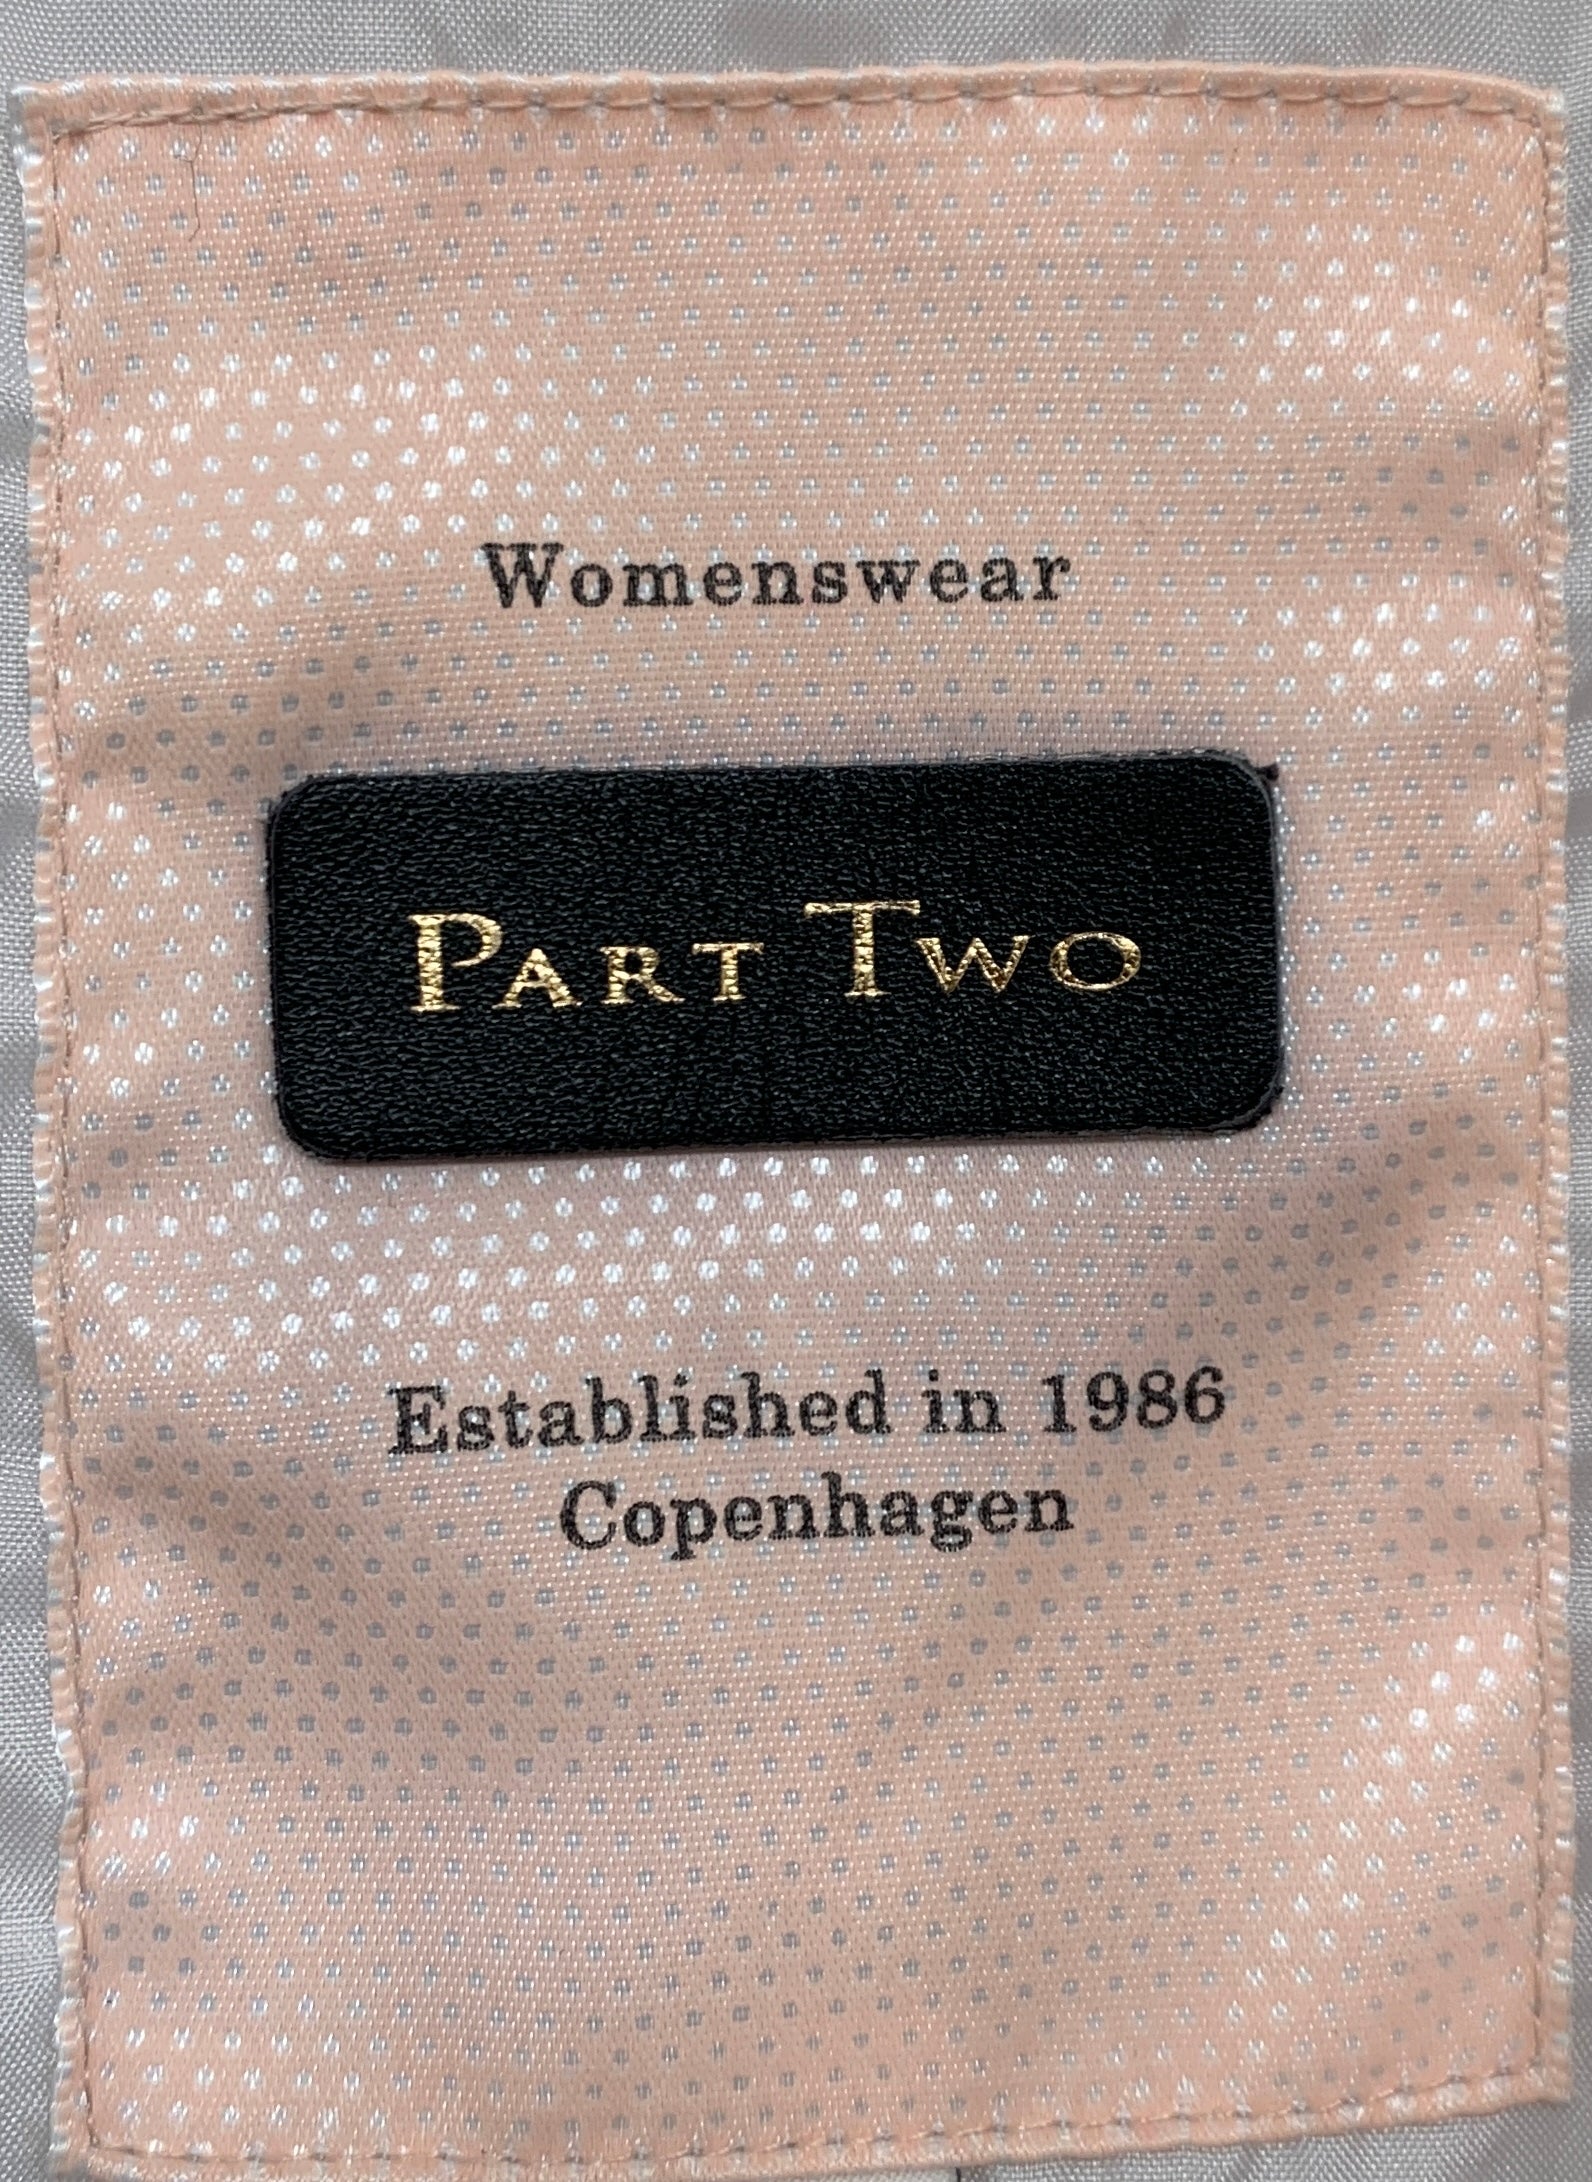 Womenswear
PART TWO
Established in 1986
Copenhagen